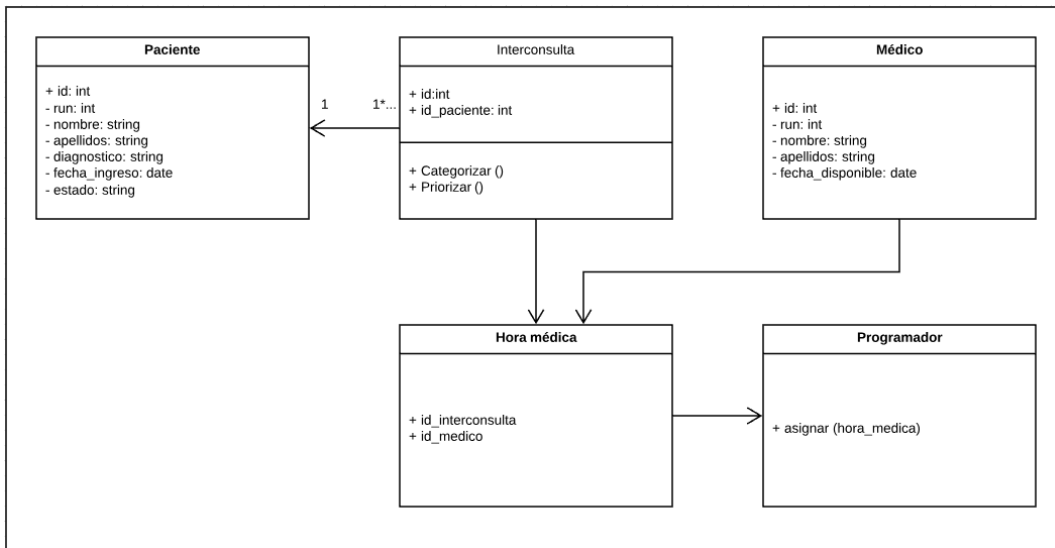 Paciente
+ id: int
- run: int
- nombre: string
- apellidos: string
- diagnostico: string
- fecha_ingreso: date
- estado: string
1
1*...
Interconsulta
+ id:int
+ id_paciente: int
+ Categorizar ()
+ Priorizar ()
Médico
+ id: int
- run: int
- nombre: string
- apellidos: string
- fecha_disponible: date
Hora médica
+ id_interconsulta
+ id_medico
Programador
+ asignar (hora_medica)